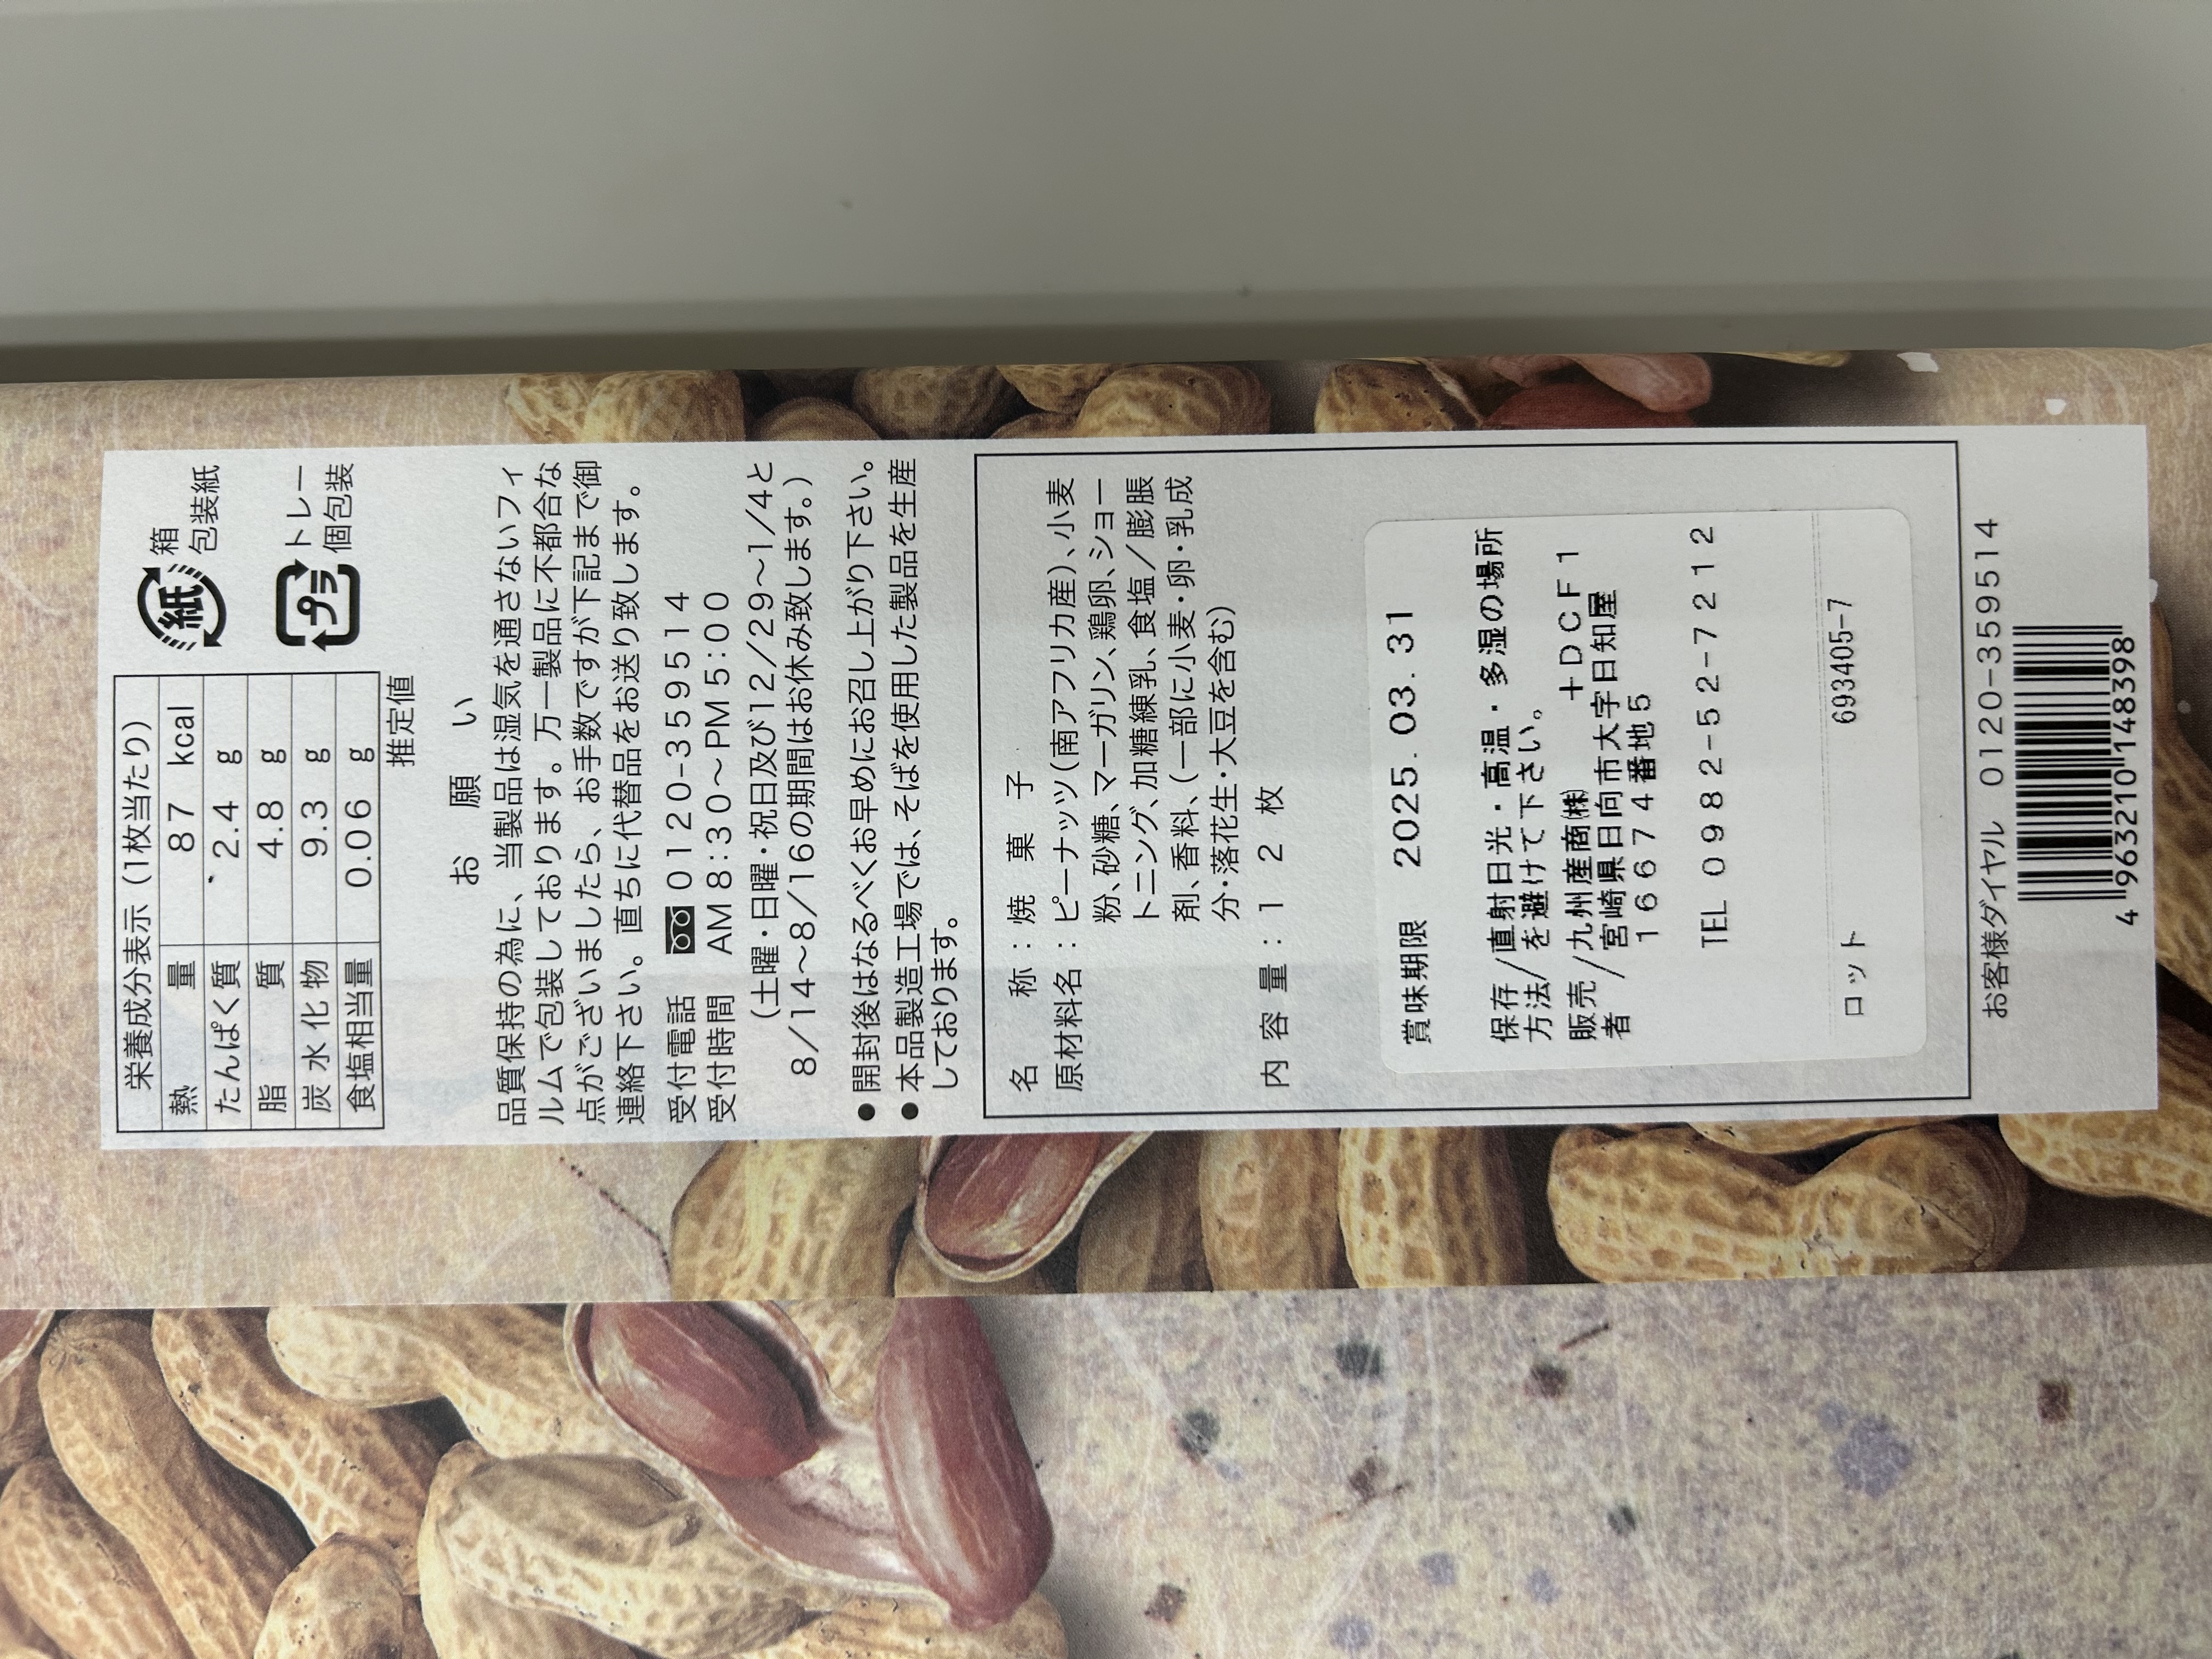 栄養成分表示（1枚当たり）
熱量 87 kcal
たんぱく質 2.4 g
脂質 4.8 g
炭水化物 9.3 g
食塩相当量 0.06 g
推定値
紙 箱
包装紙
プラ トレー
個包装
お願い
品質保持の為に、当製品は湿気を通さないフィ
ルムで包装しております。万一製品に不都合な
点がございましたら、お手数ですが下記まで御
連絡下さい。直ちに代替品をお送り致します。
受付電話 0120-359514
受付時間 AM8:30～PM5:00
（土曜・日曜・祝日及び12/29～1/4と
8/14～8/16の期間はお休み致します。）
●開封後はなるべくお早めにお召し上がり下さい。
●本品製造工場では、そばを使用した製品を生産
しております。
名称：焼菓子
原材料名：ピーナッツ（南アフリカ産）、小麦
粉、砂糖、マーガリン、鶏卵、ショー
トニング、加糖練乳、食塩／膨脹
剤、香料、（一部に小麦・卵・乳成
分・落花生・大豆を含む）
内容量：12枚
賞味期限 2025.03.31
保存/直射日光・高温・多湿の場所
方法/を避けて下さい。
販売/九州産商㈱ +DCF1
者/宮崎県日向市大字日知屋
16674番地5
TEL 0982-52-7212
ロット 693405-7
お客様ダイヤル 0120-359514
4 963210 148398